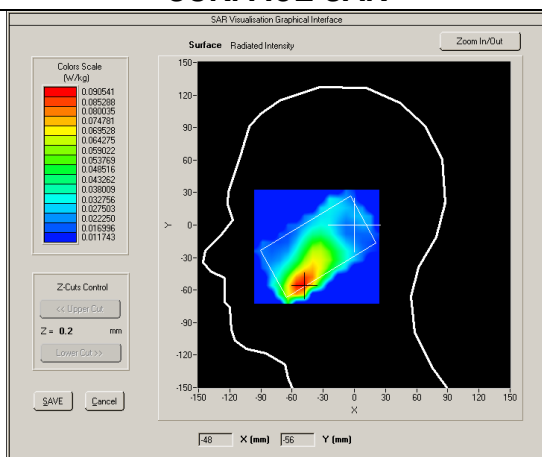 SAR Visualisation Graphical Interface
Surface Radiated Intensity
Zoom In/Out
Colors Scale
(W/kg)
0.090541
0.085288
0.080035
0.074781
0.069528
0.064275
0.059022
0.053769
0.048516
0.043262
0.038009
0.032756
0.027503
0.022250
0.016996
0.011743
Z-Cuts Control
<< Upper Cut
Z = 0.2 mm
Lower Cut >>
SAVE Cancel
150
120
90
60
30
Y 0
-30
-60
-90
-120
-150
-150 -120 -90 -60 -30 0 30 60 90 120 150
X
-48 X (mm) -56 Y (mm)